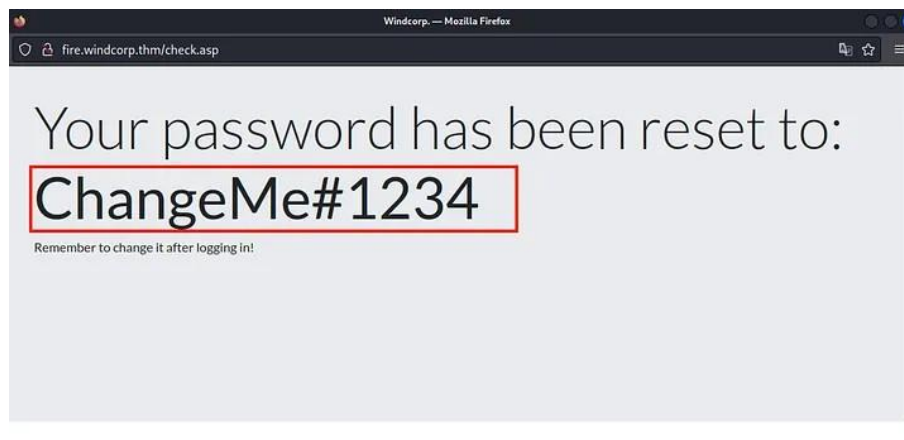 Windcorp. — Mozilla Firefox
fire.windcorp.thm/check.asp
Your password has been reset to:
ChangeMe#1234
Remember to change it after logging in!